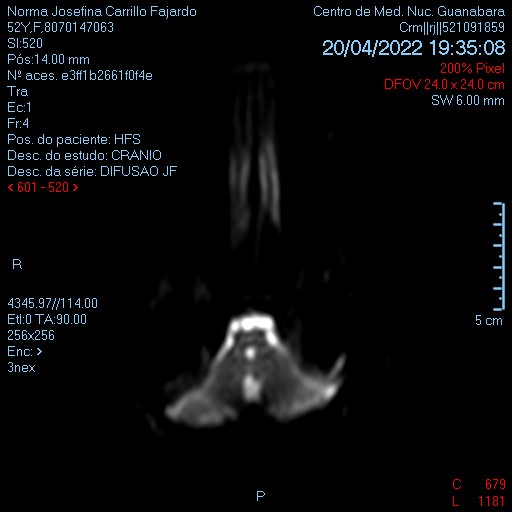 Norma Josefina Carrillo Fajardo
52Y,F,8070147063
Sl:520
Pós:14.00 mm
Nº aces. e3ff1b2661f0f4e
Tra
Ec:1
Fr:4
Pos. do paciente: HFS
Desc. do estudo: CRANIO
Desc. da série: DIFUSAO JF
< 601 - 520 >
Centro de Med. Nuc. Guanabara
Crm||rj||521091859
20/04/2022 19:35:08
200% Pixel
DFOV 24.0 x 24.0 cm
SW 6.00 mm
R
5 cm
4345.97//114.00
Etl:0 TA:90.00
256x256
Enc: >
3nex
P
C 679
L 1181